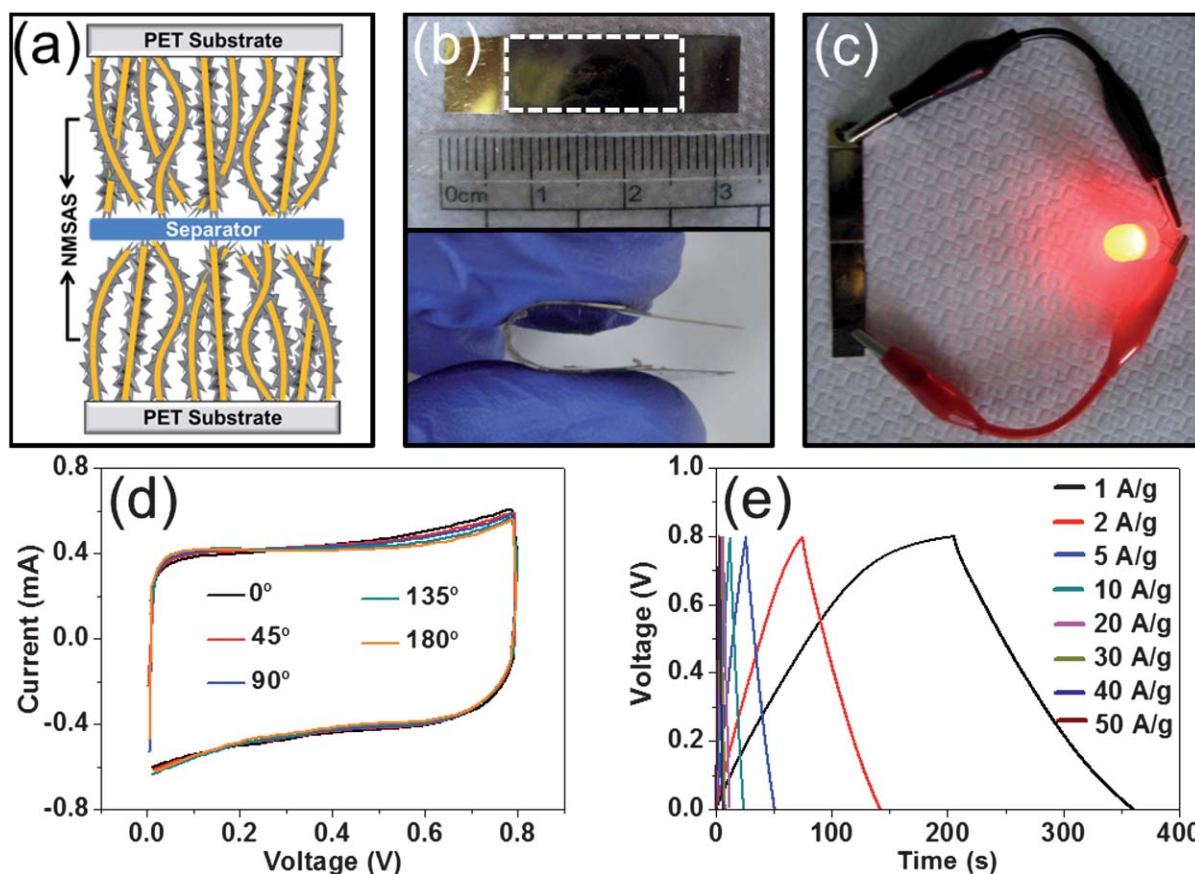 (a)
PET Substrate
NMSAS
Separator
PET Substrate
(b)
0cm 1 2 3
(c)
(d)
0.8
0.4
0.0
-0.4
-0.8
Current (mA)
0.0 0.2 0.4 0.6 0.8
Voltage (V)
0° 135°
45° 180°
90°
(e)
1.0
0.8
0.6
0.4
0.2
0.0
Voltage (V)
0 100 200 300 400
Time (s)
1 A/g
2 A/g
5 A/g
10 A/g
20 A/g
30 A/g
40 A/g
50 A/g